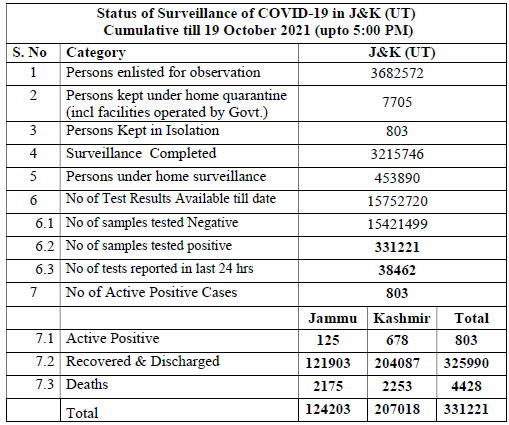 Status of Surveillance of COVID-19 in J&K (UT)
Cumulative till 19 October 2021 (upto 5:00 PM)
S. No Category J&K (UT)
1 Persons enlisted for observation 3682572
2 Persons kept under home quarantine
(incl facilities operated by Govt.) 7705
3 Persons Kept in Isolation 803
4 Surveillance Completed 3215746
5 Persons under home surveillance 453890
6 No of Test Results Available till date 15752720
6.1 No of samples tested Negative 15421499
6.2 No of samples tested positive 331221
6.3 No of tests reported in last 24 hrs 38462
7 No of Active Positive Cases 803
Jammu Kashmir Total
7.1 Active Positive 125 678 803
7.2 Recovered & Discharged 121903 204087 325990
7.3 Deaths 2175 2253 4428
Total 124203 207018 331221